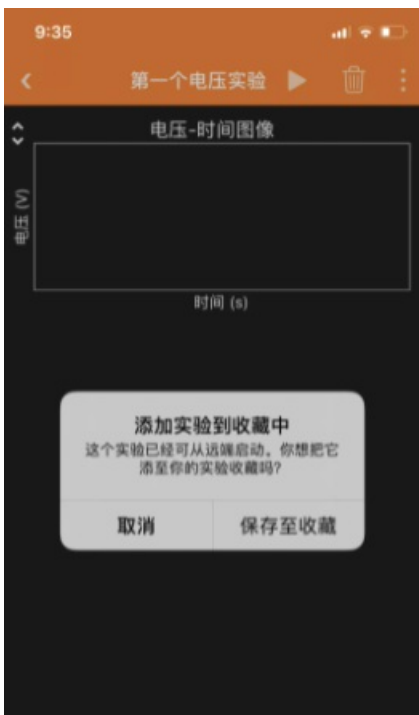 9:35
第一个电压实验
电压-时间图像
电压 (V)
时间 (s)
添加实验到收藏中
这个实验已经可从远端启动。你想把它
添至你的实验收藏吗?
取消
保存至收藏